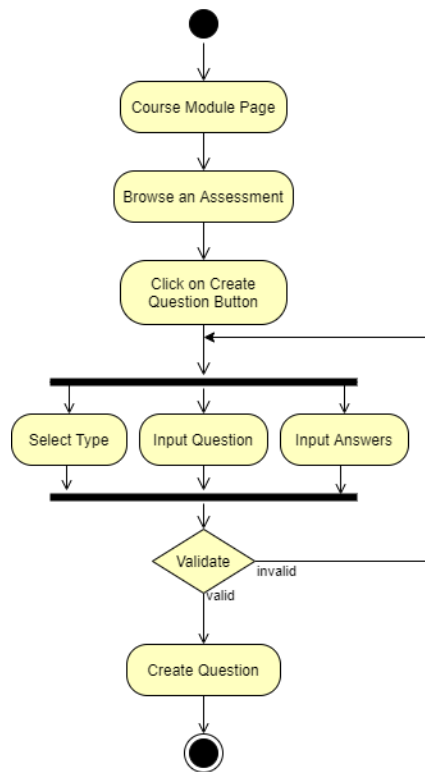 Course Module Page
Browse an Assessment
Click on Create
Question Button
Select Type
Input Question
Input Answers
Validate
invalid
valid
Create Question